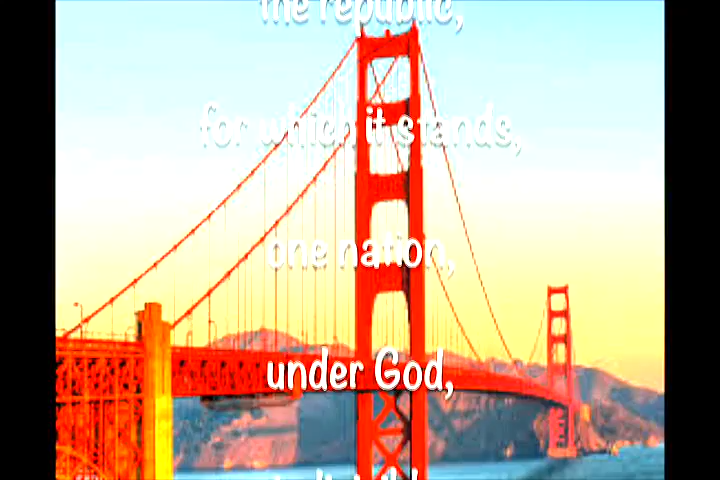 the republic,
for which it stands,
one nation,
under God,